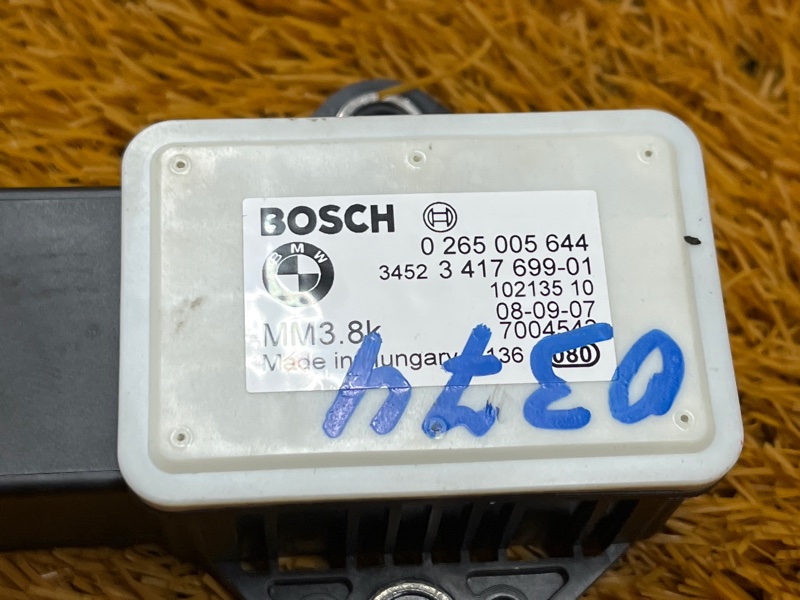 BOSCH
0 265 005 644
BMW
3452 3 417 699-01
102135 10
08-09-07
MM3.8k
Made in Hungary 080
0374